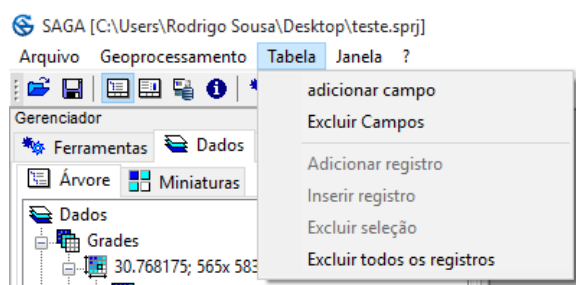 SAGA [C:\Users\Rodrigo Sousa\Desktop\teste.sprj]
Arquivo Geoprocessamento Tabela Janela ?
adicionar campo
Excluir Campos
Adicionar registro
Inserir registro
Excluir seleção
Excluir todos os registros
Gerenciador
Ferramentas Dados
Árvore Miniaturas
Dados
Grades
30.768175; 565x 583